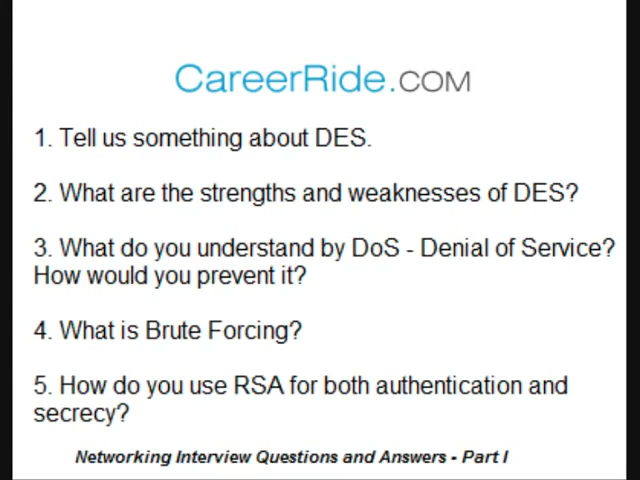 CareerRide.COM
1. Tell us something about DES.
2. What are the strengths and weaknesses of DES?
3. What do you understand by DoS - Denial of Service?
How would you prevent it?
4. What is Brute Forcing?
5. How do you use RSA for both authentication and
secrecy?
Networking Interview Questions and Answers - Part I